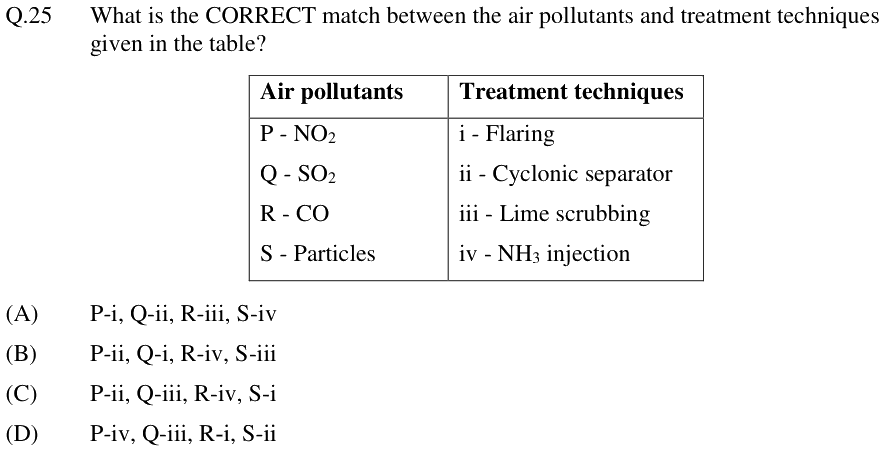 Q.25 What is the CORRECT match between the air pollutants and treatment techniques
given in the table?
Air pollutants Treatment techniques
P - NO₂ i - Flaring
Q - SO₂ ii - Cyclonic separator
R - CO iii - Lime scrubbing
S - Particles iv - NH₃ injection
(A) P-i, Q-ii, R-iii, S-iv
(B) P-ii, Q-i, R-iv, S-iii
(C) P-ii, Q-iii, R-iv, S-i
(D) P-iv, Q-iii, R-i, S-ii